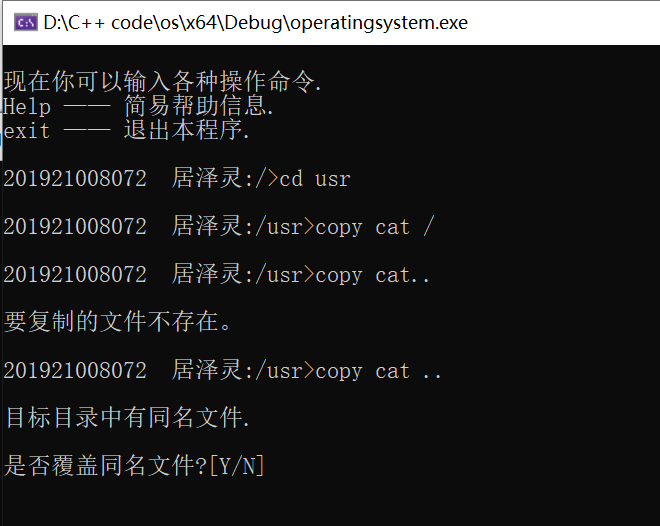 D:\C++ code\os\x64\Debug\operatingsystem.exe
现在你可以输入各种操作命令.
Help —— 简易帮助信息.
exit —— 退出本程序.
201921008072  居泽灵:/>cd usr
201921008072  居泽灵:/usr>copy cat /
201921008072  居泽灵:/usr>copy cat..
要复制的文件不存在。
201921008072  居泽灵:/usr>copy cat ..
目标目录中有同名文件.
是否覆盖同名文件?[Y/N]